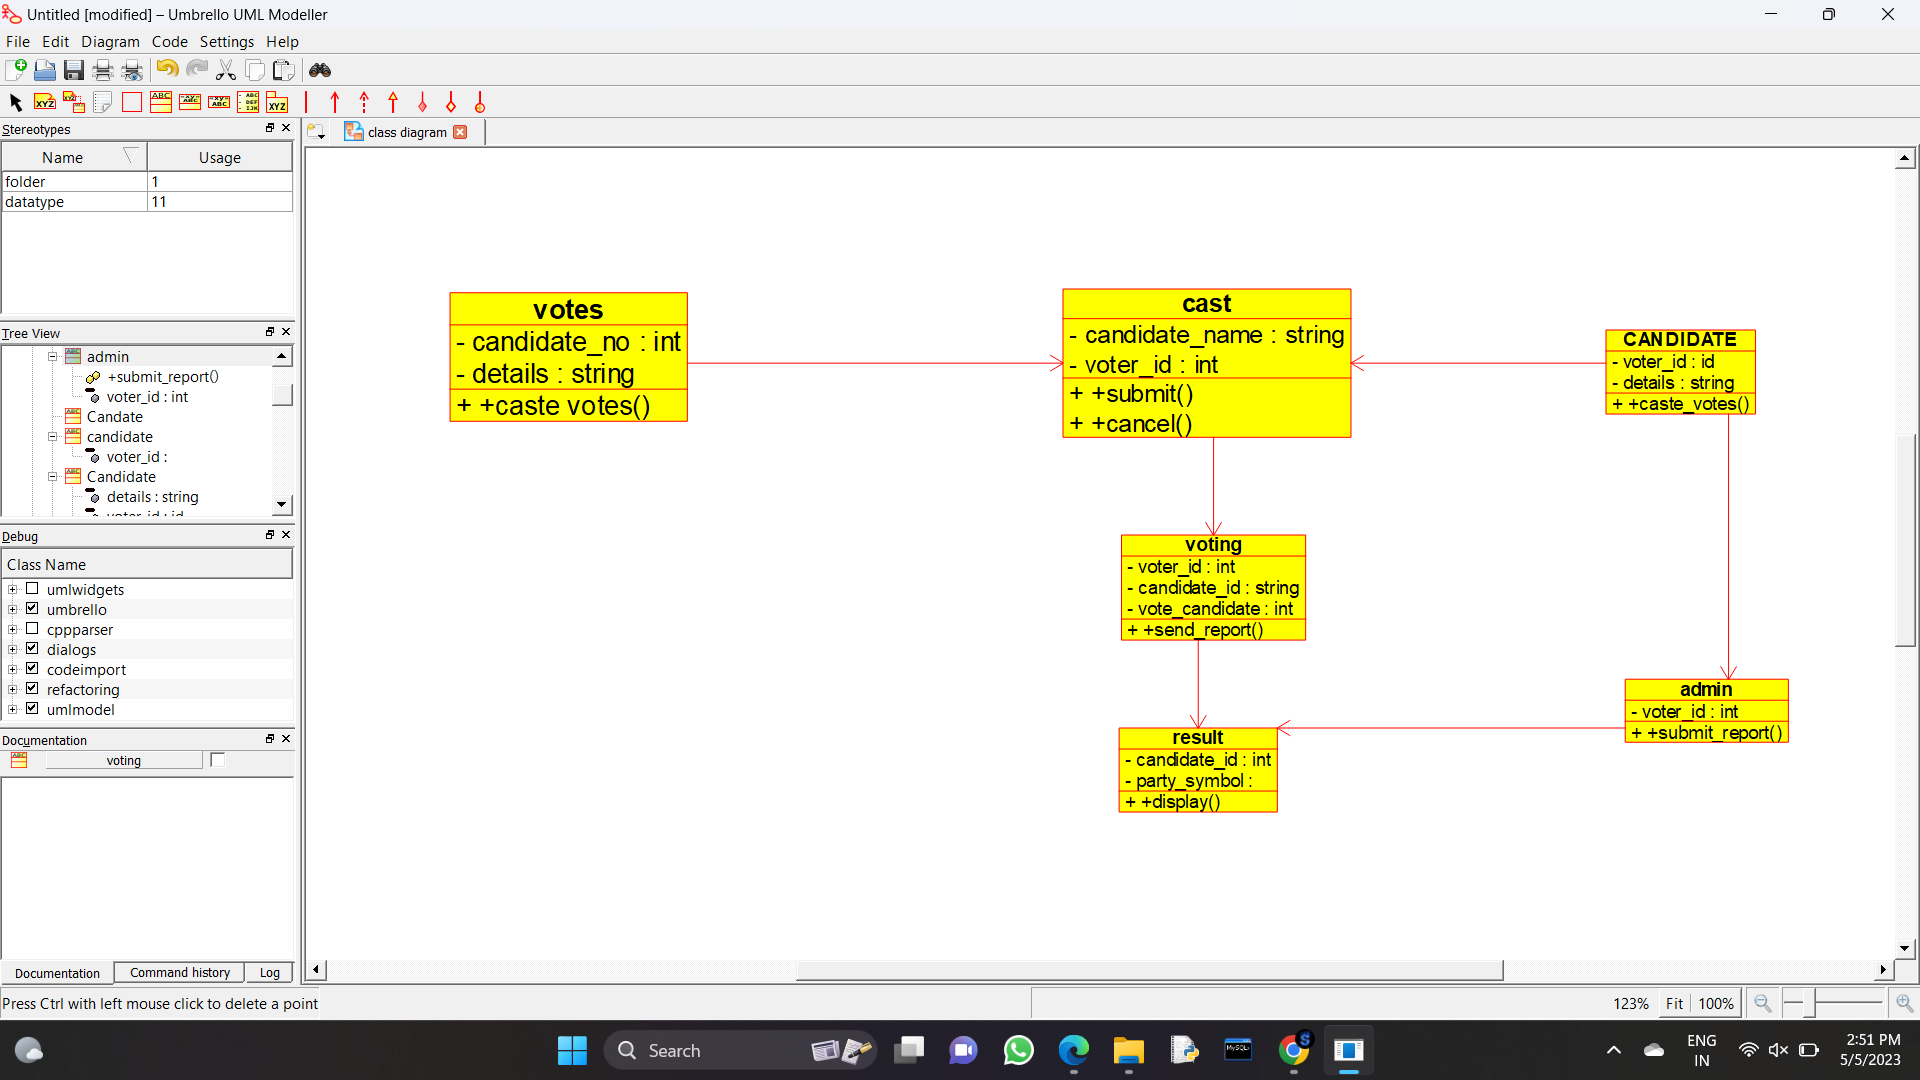 Untitled [modified] – Umbrello UML Modeller
File Edit Diagram Code Settings Help
Stereotypes
Name Usage
folder 1
datatype 11
Tree View
admin
+submit_report()
voter_id : int
Candate
candidate
voter_id :
Candidate
details : string
voter_id : id
Debug
Class Name
umlwidgets
umbrello
cppparser
dialogs
codeimport
refactoring
umlmodel
Documentation
voting
Documentation Command history Log
Press Ctrl with left mouse click to delete a point
class diagram
votes
- candidate_no : int
- details : string
+ +caste votes()
cast
- candidate_name : string
- voter_id : int
+ +submit()
+ +cancel()
CANDIDATE
- voter_id : id
- details : string
+ +caste_votes()
voting
- voter_id : int
- candidate_id : string
- vote_candidate : int
+ +send_report()
admin
- voter_id : int
+ +submit_report()
result
- candidate_id : int
- party_symbol :
+ +display()
123% Fit 100%
Search
ENG
IN
2:51 PM
5/5/2023